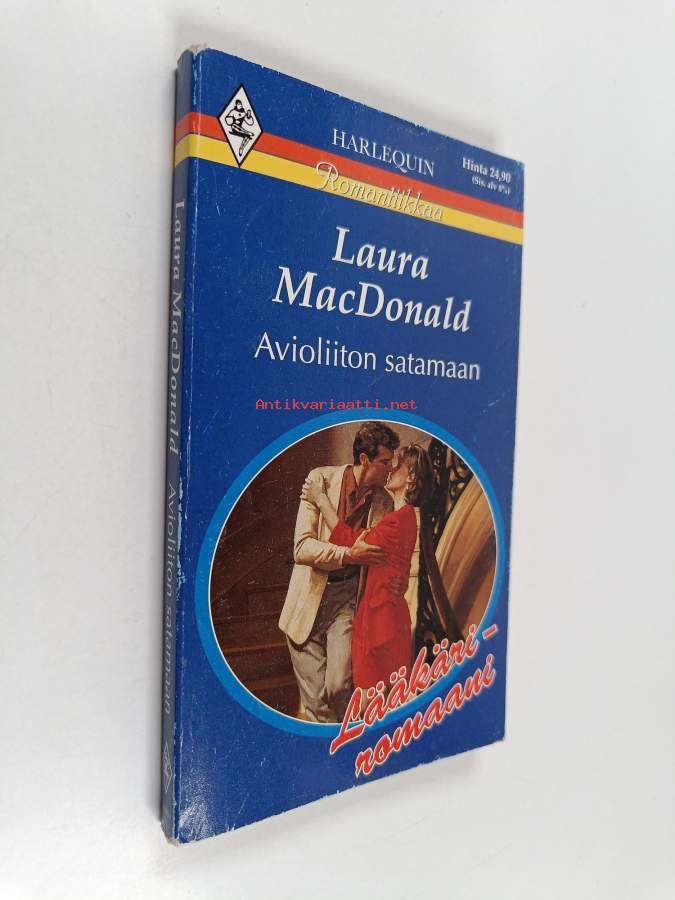 HARLEQUIN
Hinta 24,90
(Sis. alv 6%)
Romantiikkaa
Laura
MacDonald
Avioliiton satamaan
Antikvariaatti.net
Lääkäri-
romaani
Laura MacDonald Avioliiton satamaan